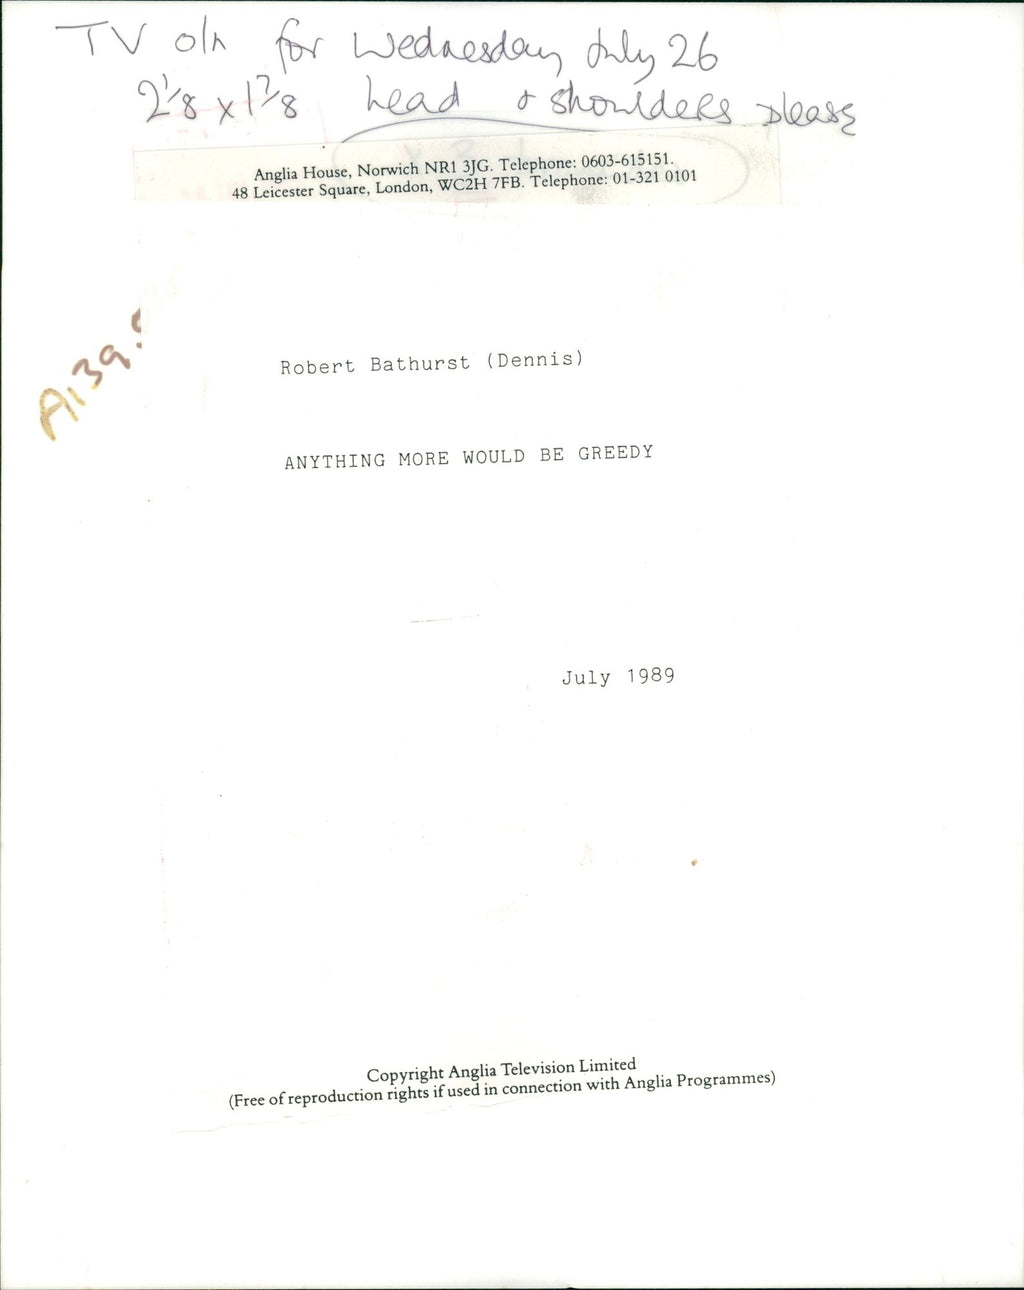 TV o/n for Wednesday July 26
2 1/8 x 1 7/8 head & shoulders please
Anglia House, Norwich NR1 3JG. Telephone: 0603-615151.
48 Leicester Square, London, WC2H 7FB. Telephone: 01-321 0101
A139.
Robert Bathurst (Dennis)
ANYTHING MORE WOULD BE GREEDY
July 1989
Copyright Anglia Television Limited
(Free of reproduction rights if used in connection with Anglia Programmes)